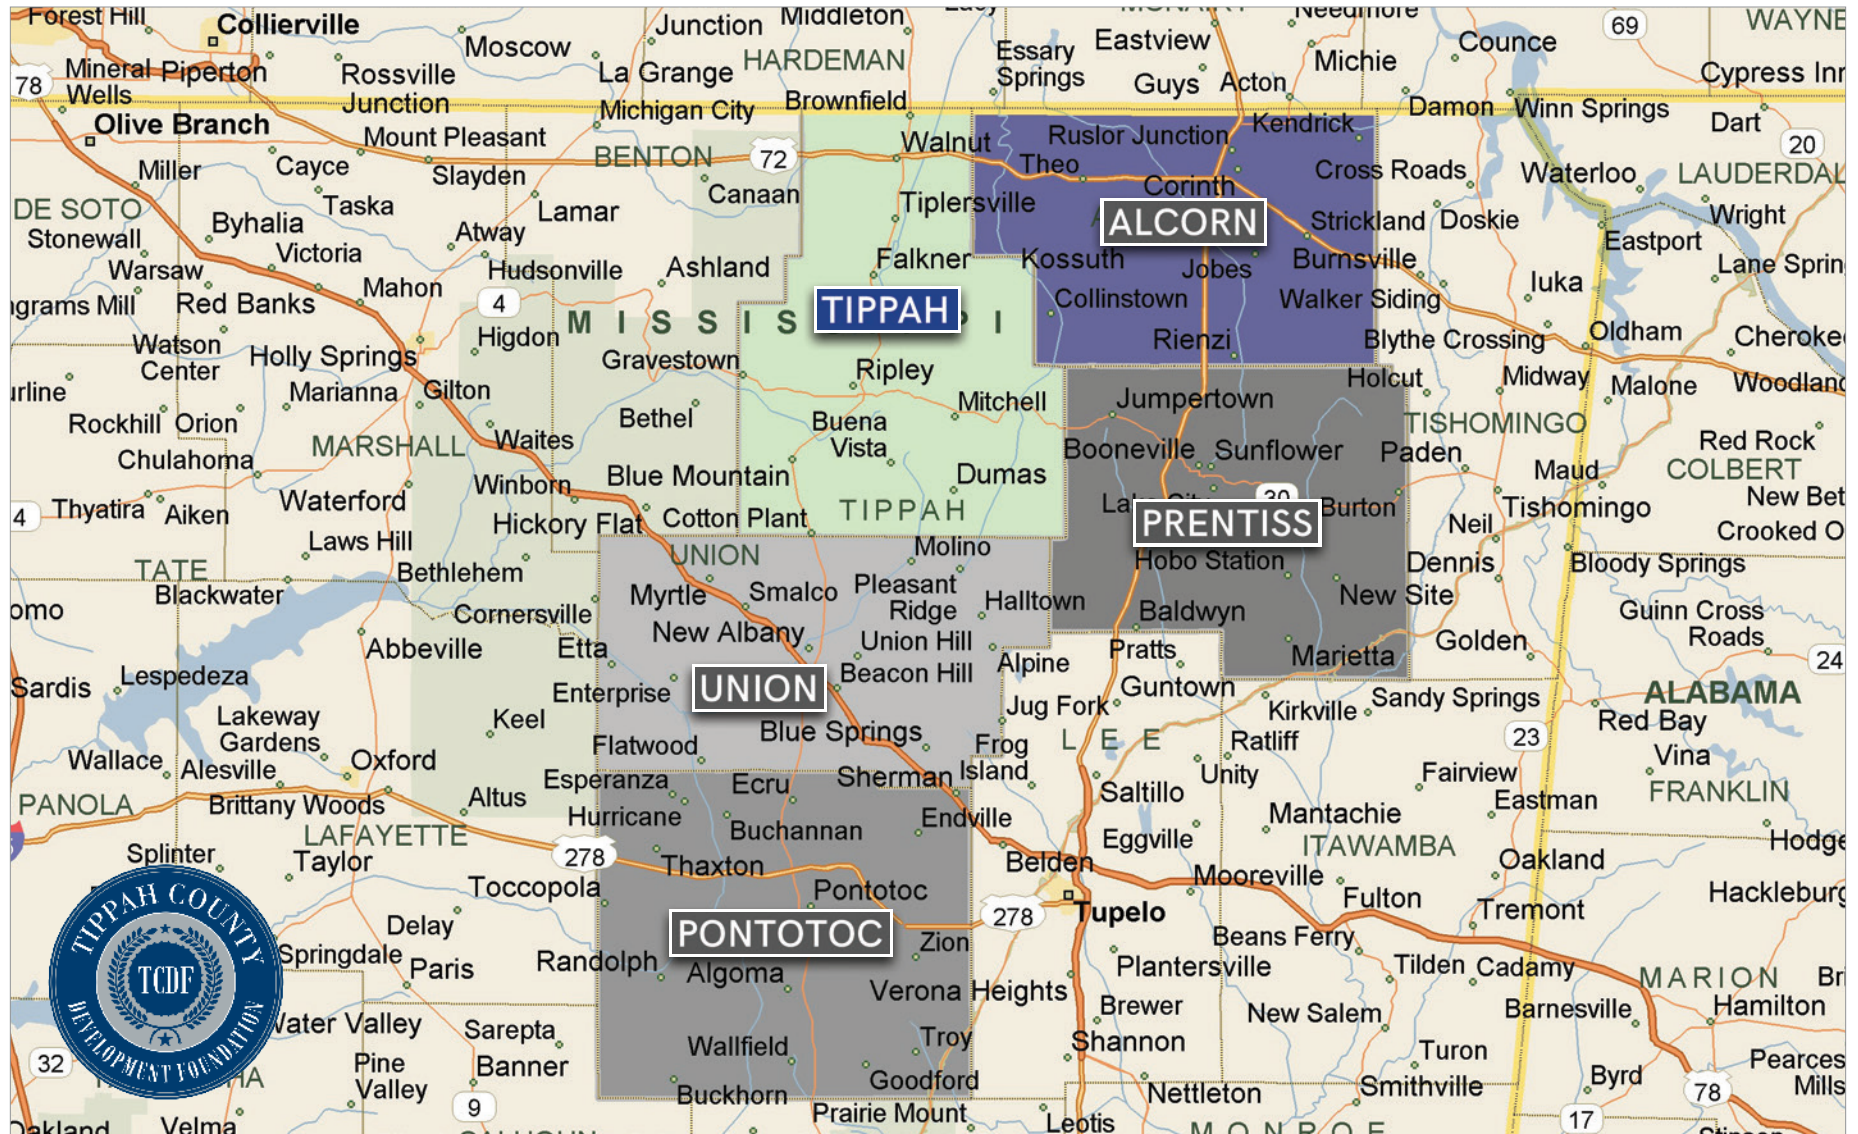 Forest Hill
Collierville
Moscow
Junction
Middleton
Needmore
69
WAYNE
HARDEMAN
Essary
Springs
Eastview
Michie
Counce
78
Mineral
Wells
Piperton
Rossville
Junction
La Grange
Guys
Acton
Cypress Inn
Michigan City
Brownfield
Damon
Winn Springs
Dart
Olive Branch
Mount Pleasant
Walnut
Ruslor Junction
Kendrick
20
Miller
Cayce
Slayden
BENTON
72
Theo
Cross Roads
Waterloo
LAUDERDAL
Canaan
Corinth
DE SOTO
Taska
Lamar
Tiplersville
ALCORN
Strickland
Doskie
Wright
Stonewall
Byhalia
Atway
Victoria
Eastport
Warsaw
Hudsonville
Ashland
Falkner
Kossuth
Jobes
Burnsville
Lane Sprin
ngrams Mill
Red Banks
Mahon
4
Collinstown
Walker Siding
Iuka
MISSIS
PI
TIPPAH
Watson
Center
Holly Springs
Higdon
Gravestown
Rienzi
Blythe Crossing
Oldham
Cherokee
urline
Marianna
Gilton
Ripley
Holcut
Midway
Malone
Woodland
Rockhill
Orion
Bethel
Buena
Vista
Mitchell
Jumpertown
TISHOMINGO
MARSHALL
Waites
Booneville
Sunflower
Paden
Red Rock
Chulahoma
Winborn
Blue Mountain
Dumas
Maud
COLBERT
4
Thyatira
Aiken
Waterford
30
Burton
Tishomingo
New Bet
Hickory Flat
Cotton Plant
TIPPAH
PRENTISS
Neil
Crooked O
Laws Hill
UNION
Molino
Hobo Station
Dennis
Bloody Springs
TATE
Blackwater
Bethlehem
Myrtle
Smalco
Pleasant
Ridge
Halltown
New Site
omo
Cornersville
Baldwyn
Guinn Cross
Roads
Abbeville
Etta
New Albany
Union Hill
Alpine
Pratts
Marietta
Golden
24
Sardis
Lespedeza
Enterprise
UNION
Beacon Hill
Guntown
Sandy Springs
ALABAMA
Lakeway
Gardens
Keel
Jug Fork
Kirkville
Red Bay
Wallace
Alesville
Oxford
Flatwood
Blue Springs
Frog
Island
LEE
Ratliff
23
Vina
PANOLA
Brittany Woods
Altus
Esperanza
Ecru
Sherman
Unity
Fairview
FRANKLIN
LAFAYETTE
Hurricane
Buchannan
Endville
Saltillo
Mantachie
Eastman
Splinter
Taylor
278
Thaxton
Belden
Eggville
ITAWAMBA
Oakland
Hodge
Toccopola
Pontotoc
Mooreville
Fulton
Hackleburg
Delay
PONTOTOC
278
Tupelo
Tremont
Springdale
Paris
Randolph
Algoma
Zion
Beans Ferry
Plantersville
Tilden
Cadamy
MARION
Bri
Verona Heights
Brewer
New Salem
Barnesville
Hamilton
Water Valley
Sarepta
Wallfield
Troy
Shannon
Turon
Pearces
Mills
32
Pine
Valley
Banner
Buckhorn
Goodford
Nettleton
Smithville
Byrd
78
9
Velma
Oakland
Prairie Mount
Leotis
MONROE
17
TIPPAH COUNTY
TCDF
DEVELOPMENT FOUNDATION